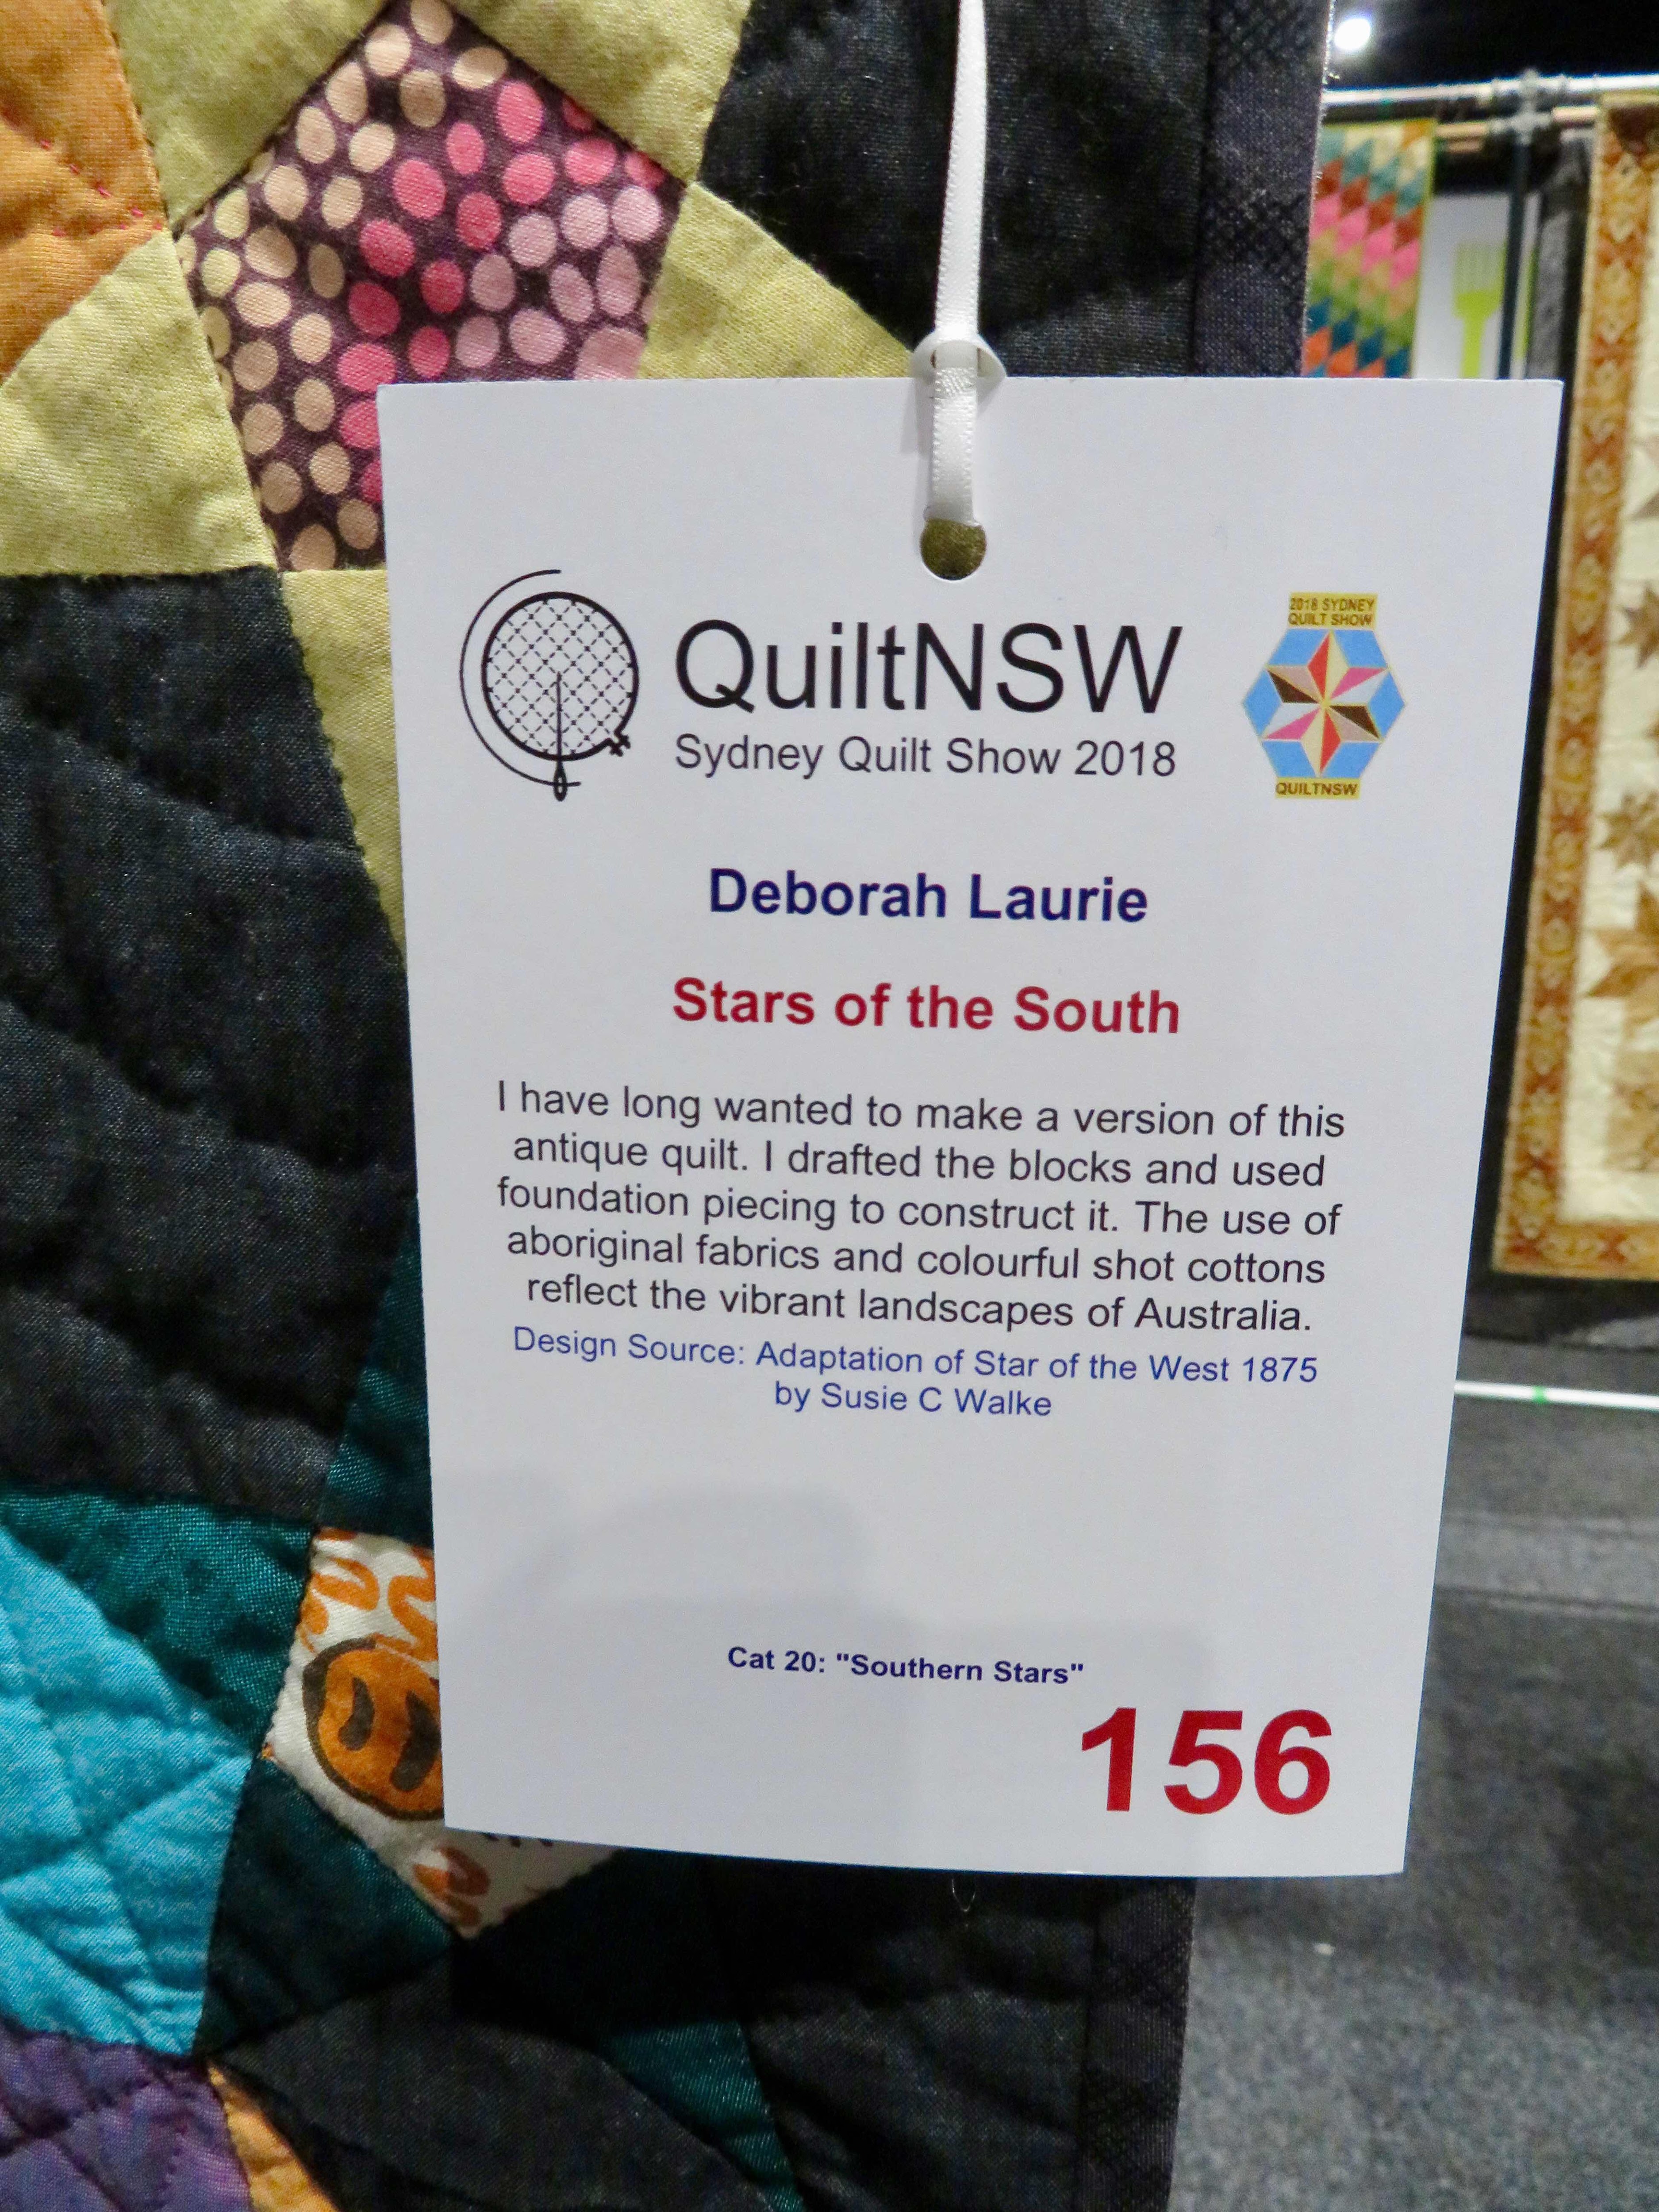 QuiltNSW
Sydney Quilt Show 2018
2018 SYDNEY
QUILT SHOW
QUILTNSW
Deborah Laurie
Stars of the South
I have long wanted to make a version of this
antique quilt. I drafted the blocks and used
foundation piecing to construct it. The use of
aboriginal fabrics and colourful shot cottons
reflect the vibrant landscapes of Australia.
Design Source: Adaptation of Star of the West 1875
by Susie C Walke
Cat 20: "Southern Stars"
156